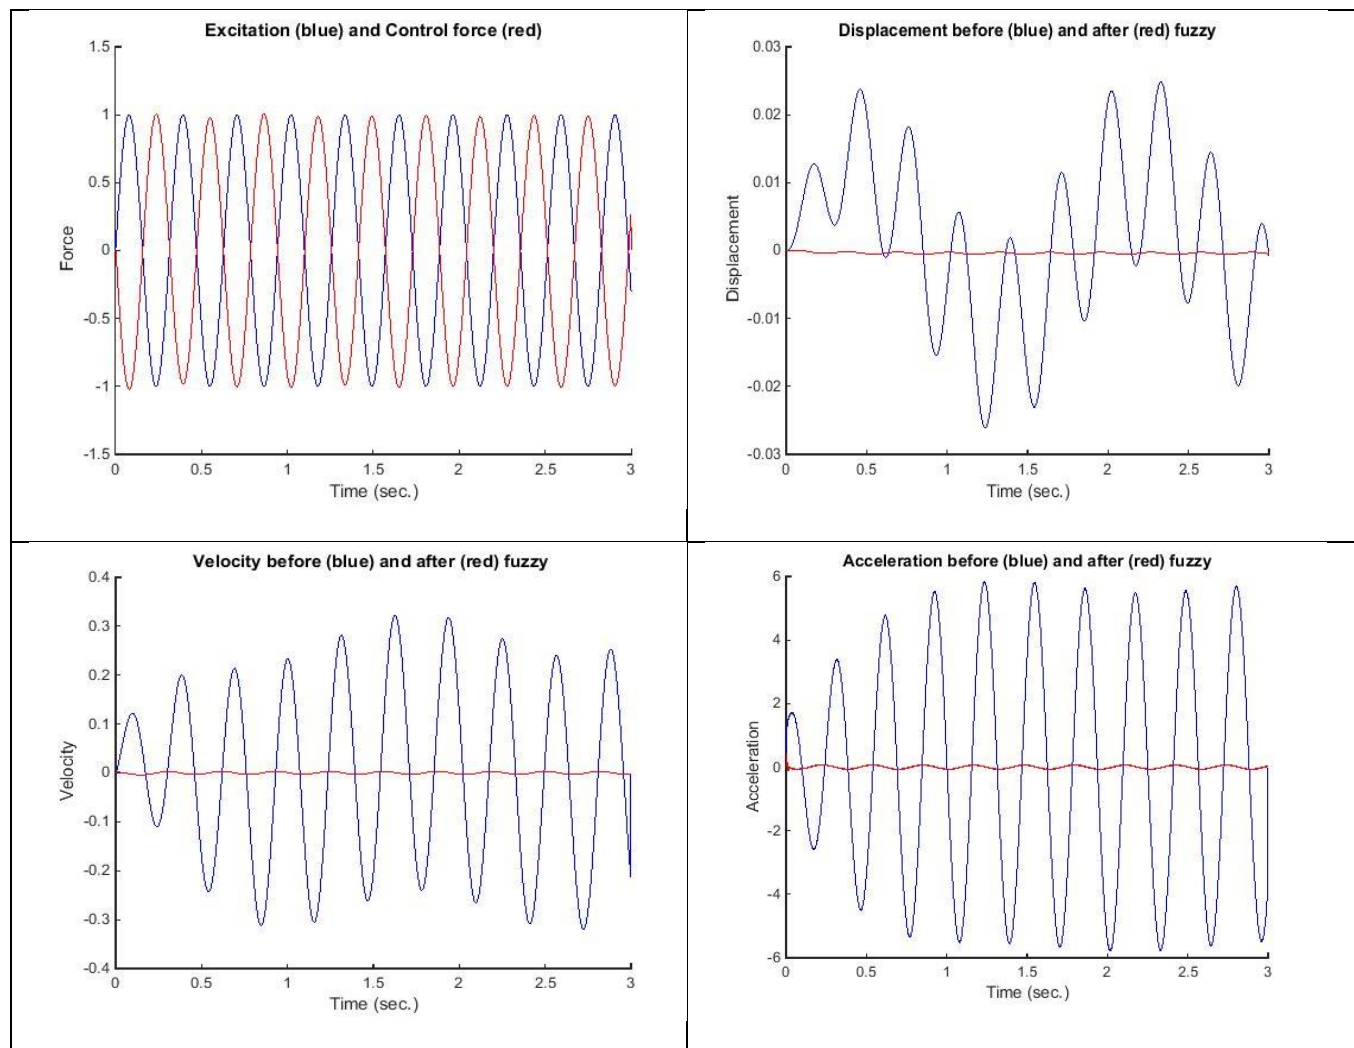 Excitation (blue) and Control force (red)
1.5
1
0.5
0
-0.5
-1
-1.5
Force
0 0.5 1 1.5 2 2.5 3
Time (sec.)
Displacement before (blue) and after (red) fuzzy
0.03
0.02
0.01
0
-0.01
-0.02
-0.03
Displacement
0 0.5 1 1.5 2 2.5 3
Time (sec.)
Velocity before (blue) and after (red) fuzzy
0.4
0.3
0.2
0.1
0
-0.1
-0.2
-0.3
-0.4
Velocity
0 0.5 1 1.5 2 2.5 3
Time (sec.)
Acceleration before (blue) and after (red) fuzzy
6
4
2
0
-2
-4
-6
Acceleration
0 0.5 1 1.5 2 2.5 3
Time (sec.)